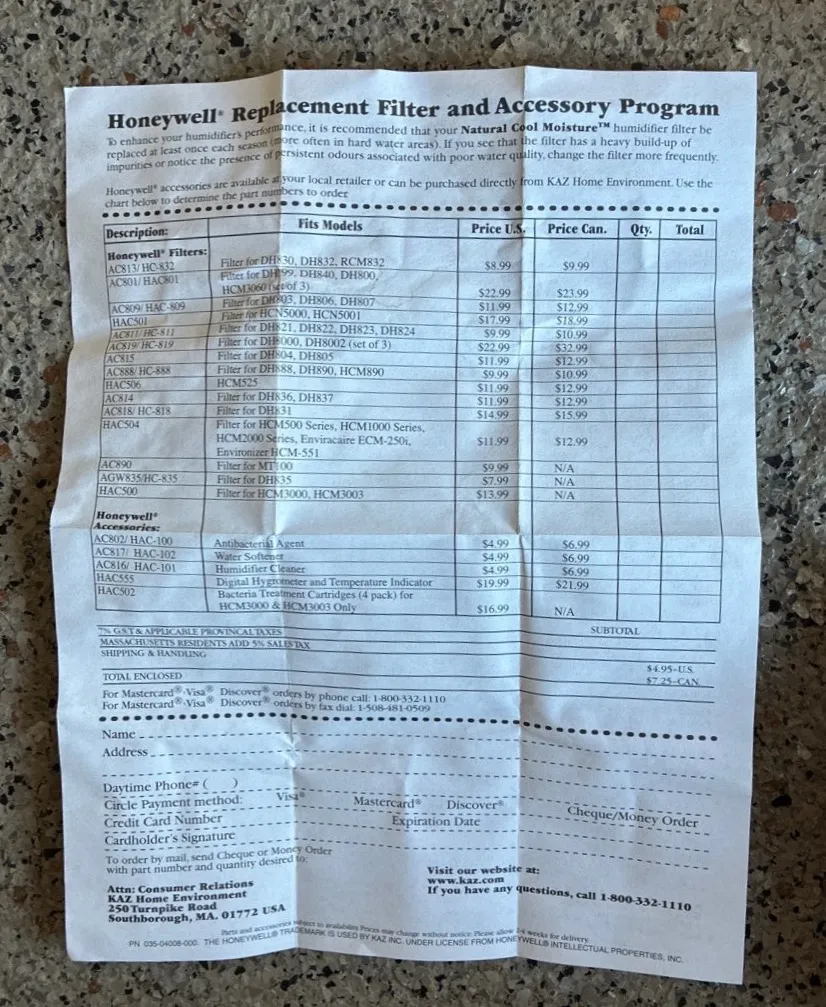 Honeywell® Replacement Filter and Accessory Program
To enhance your humidifier's performance, it is recommended that your Natural Cool Moisture™ humidifier filter be
replaced at least once each season (more often in hard water areas). If you see that the filter has a heavy build-up of
impurities or notice the presence of persistent odours associated with poor water quality, change the filter more frequently.
Honeywell® accessories are available at your local retailer or can be purchased directly from KAZ Home Environment. Use the
chart below to determine the part numbers to order
Description: Fits Models Price U.S. Price Can. Qty. Total
Honeywell® Filters:
AC813/ HC-832 Filter for DH830, DH832, RCM832 $8.99 $9.99
AC801/ HAC801 Filter for DH799, DH840, DH800,
HCM3060 (set of 3) $22.99 $23.99
AC809/ HAC-809 Filter for DH803, DH806, DH807 $11.99 $12.99
HAC501 Filter for HCN5000, HCN5001 $17.99 $18.99
AC811/ HC-811 Filter for DH821, DH822, DH823, DH824 $9.99 $10.99
AC819/ HC-819 Filter for DH8000, DH8002 (set of 3) $22.99 $32.99
AC815 Filter for DH804, DH805 $11.99 $12.99
AC888/ HC-888 Filter for DH888, DH890, HCM890 $9.99 $10.99
HAC506 HCM525 $11.99 $12.99
AC814 Filter for DH836, DH837 $11.99 $12.99
AC818/ HC-818 Filter for DH831 $14.99 $15.99
HAC504 Filter for HCM500 Series, HCM1000 Series,
HCM2000 Series, Enviracaire ECM-250i,
Environizer HCM-551 $11.99 $12.99
AC890 Filter for MT100 $9.99 N/A
AGW835/HC-835 Filter for DH835 $7.99 N/A
HAC500 Filter for HCM3000, HCM3003 $13.99 N/A
Honeywell®
Accessories:
AC802/ HAC-100 Antibacterial Agent $4.99 $6.99
AC817/ HAC-102 Water Softener $4.99 $6.99
AC816/ HAC-101 Humidifier Cleaner $4.99 $6.99
HAC555 Digital Hygrometer and Temperature Indicator $19.99 $21.99
HAC502 Bacteria Treatment Cartridges (4 pack) for
HCM3000 & HCM3003 Only $16.99 N/A
7% G.S.T & APPLICABLE PROVINCIAL TAXES SUBTOTAL
MASSACHUSETTS RESIDENTS ADD 5% SALES TAX
SHIPPING & HANDLING
$4.95-U.S.
TOTAL ENCLOSED $7.25-CAN.
For Mastercard® Visa® Discover® orders by phone call: 1-800-332-1110
For Mastercard® Visa® Discover® orders by fax dial: 1-508-481-0509
Name
Address
Daytime Phone# ( )
Circle Payment method: Visa® Mastercard® Discover® Cheque/Money Order
Credit Card Number Expiration Date
Cardholder's Signature
To order by mail, send Cheque or Money Order
with part number and quantity desired to:
Attn: Consumer Relations
KAZ Home Environment
250 Turnpike Road
Southborough, MA. 01772 USA
Visit our website at:
www.kaz.com
If you have any questions, call 1-800-332-1110
Parts and accessories subject to availability. Prices may change without notice. Please allow weeks for delivery.
PN 035-04008-000. THE HONEYWELL® TRADEMARK IS USED BY KAZ INC. UNDER LICENSE FROM HONEYWELL® INTELLECTUAL PROPERTIES, INC.